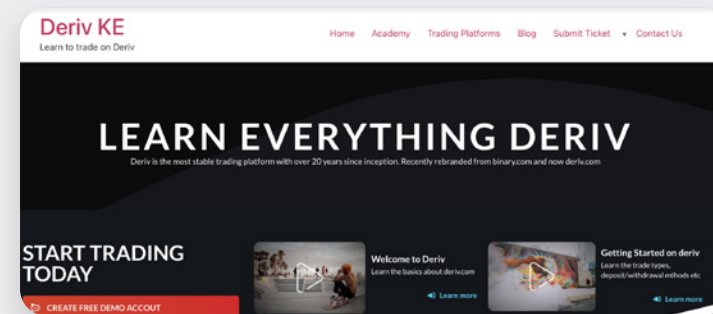 Deriv KE
Learn to trade on Deriv
Home Academy Trading Platforms Blog Submit Ticket ▾ Contact Us
LEARN EVERYTHING DERIV
Deriv is the most stable trading platform with over 20 years since inception. Recently rebranded from binary.com and now deriv.com
START TRADING
TODAY
CREATE FREE DEMO ACCOUT
Welcome to Deriv
Learn the basics about deriv.com
Learn more
Getting Started on deriv
Learn the trade types,
deposit/withdrawal mthods etc
Learn more